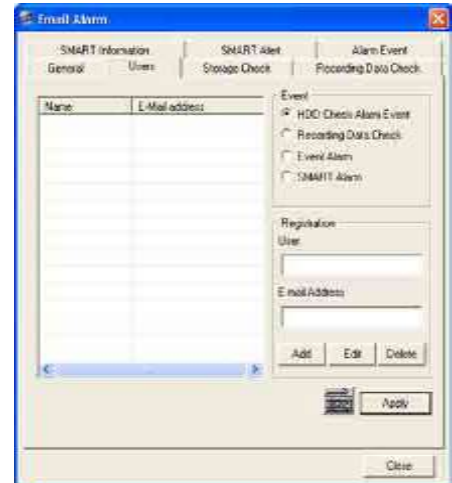 Email Alarm
SMART Information SMART Alert Alarm Event
General Users Storage Check Recording Data Check
Name E-Mail address
Event
HDD Check Alarm Event
Recording Data Check
Event Alarm
SMART Alarm
Registration
User
E-mail Address
Add Edit Delete
Apply
Close